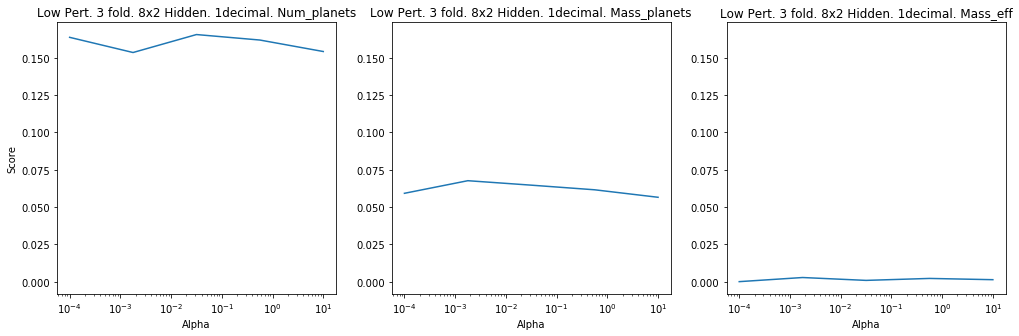 Low Pert. 3 fold. 8x2 Hidden. 1decimal. Num_planets
0.150
0.125
0.100
0.075
0.050
0.025
0.000
Score
10⁻⁴ 10⁻³ 10⁻² 10⁻¹ 10⁰ 10¹
Alpha
Low Pert. 3 fold. 8x2 Hidden. 1decimal. Mass_planets
0.150
0.125
0.100
0.075
0.050
0.025
0.000
10⁻⁴ 10⁻³ 10⁻² 10⁻¹ 10⁰ 10¹
Alpha
Low Pert. 3 fold. 8x2 Hidden. 1decimal. Mass_eff
0.150
0.125
0.100
0.075
0.050
0.025
0.000
10⁻⁴ 10⁻³ 10⁻² 10⁻¹ 10⁰ 10¹
Alpha